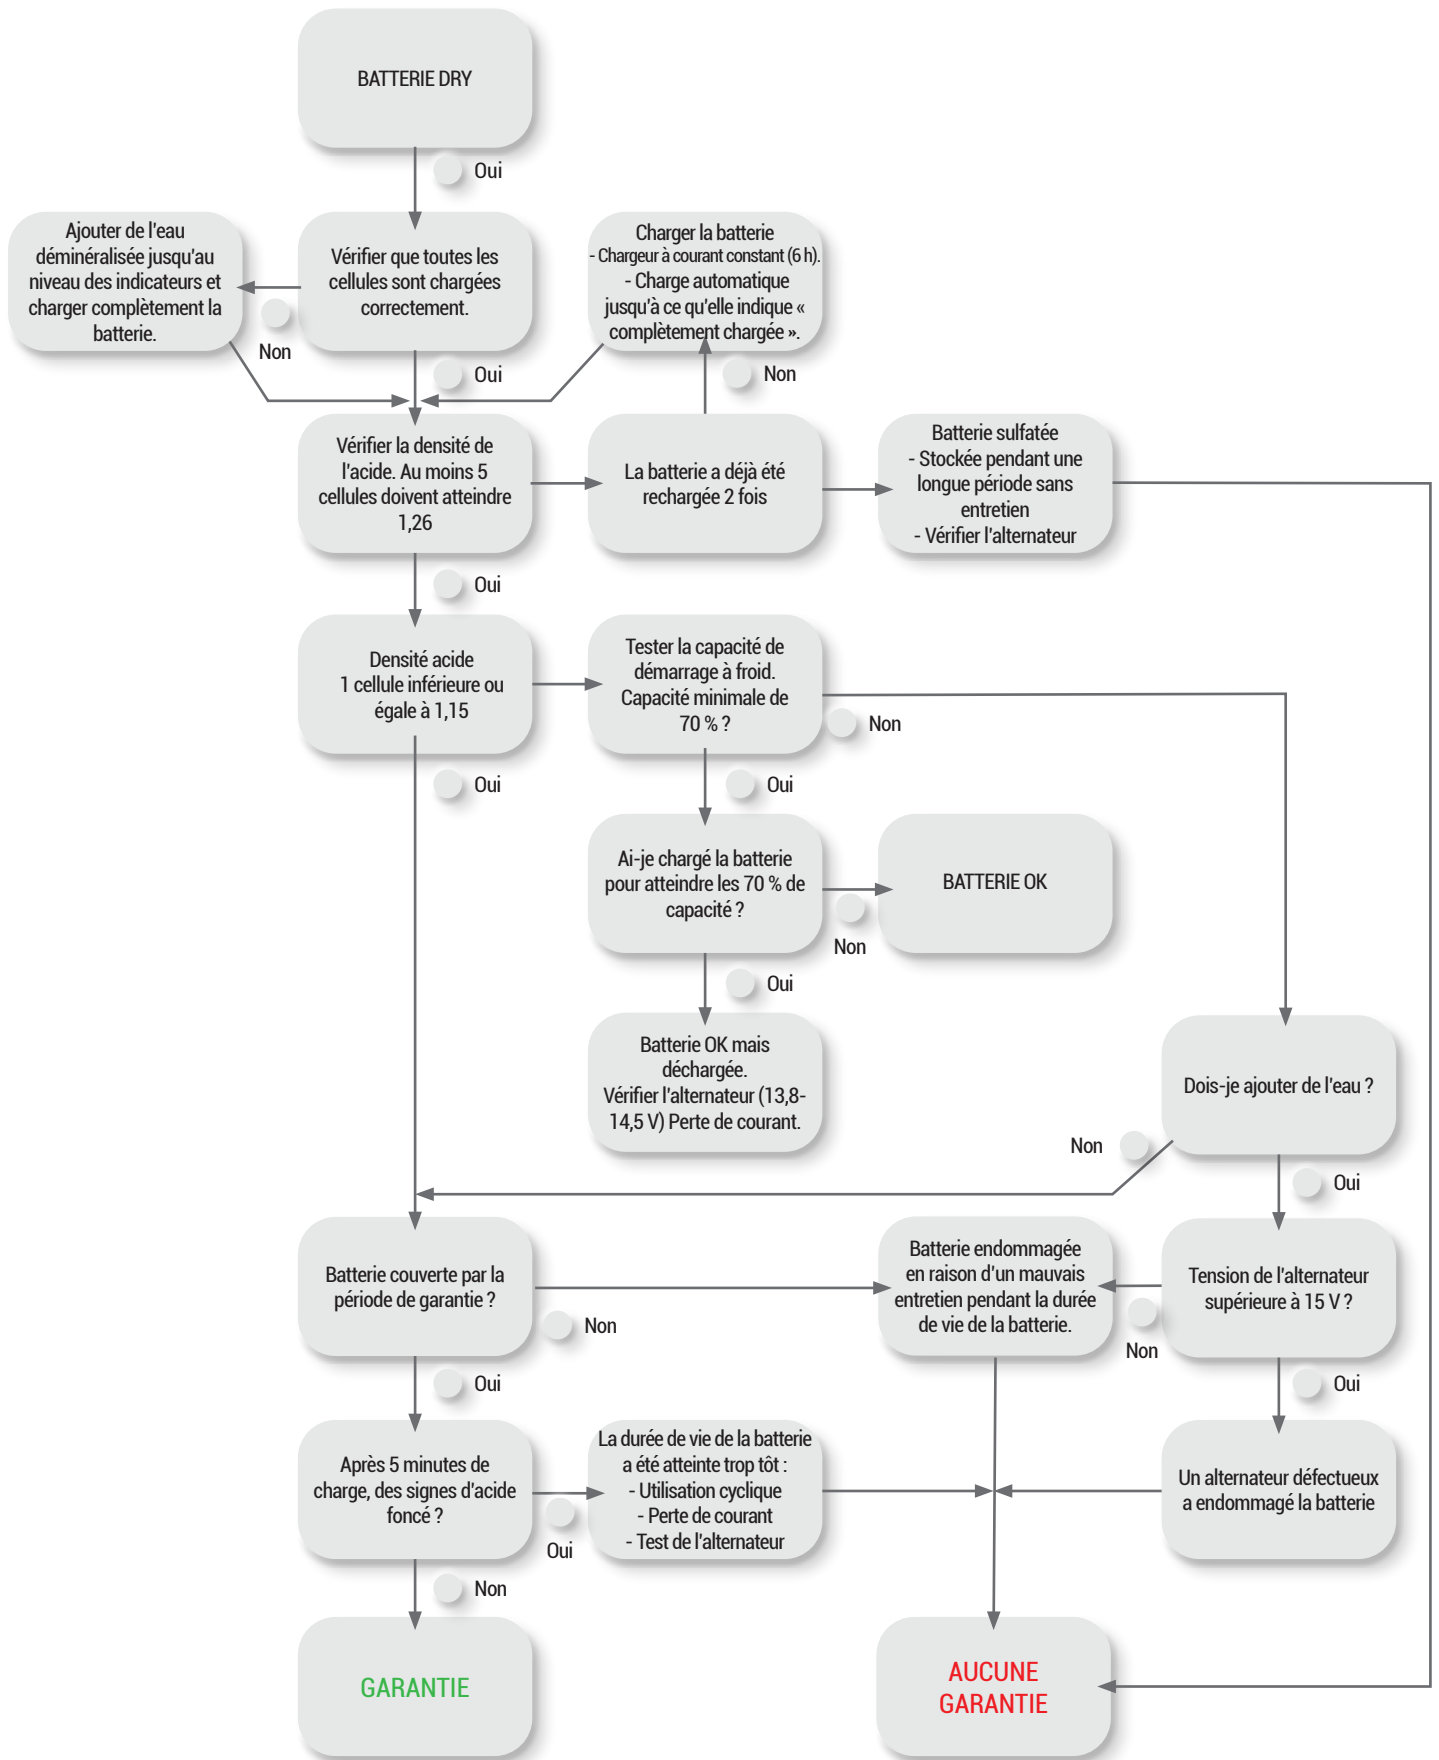 BATTERIE DRY
Oui
Ajouter de l'eau
déminéralisée jusqu'au
niveau des indicateurs et
charger complètement la
batterie.
Vérifier que toutes les
cellules sont chargées
correctement.
Charger la batterie
- Chargeur à courant constant (6 h).
- Charge automatique
jusqu'à ce qu'elle indique «
complètement chargée ».
Non
Oui
Non
Vérifier la densité de
l'acide. Au moins 5
cellules doivent atteindre
1,26
La batterie a déjà été
rechargée 2 fois
Batterie sulfatée
- Stockée pendant une
longue période sans
entretien
- Vérifier l'alternateur
Oui
Densité acide
1 cellule inférieure ou
égale à 1,15
Tester la capacité de
démarrage à froid.
Capacité minimale de
70 % ?
Non
Oui
Oui
Ai-je chargé la batterie
pour atteindre les 70 % de
capacité ?
Non
BATTERIE OK
Oui
Batterie OK mais
déchargée.
Vérifier l'alternateur (13,8-
14,5 V) Perte de courant.
Dois-je ajouter de l'eau ?
Non
Oui
Batterie couverte par la
période de garantie ?
Non
Batterie endommagée
en raison d'un mauvais
entretien pendant la durée
de vie de la batterie.
Tension de l'alternateur
supérieure à 15 V ?
Non
Oui
Oui
Après 5 minutes de
charge, des signes d'acide
foncé ?
Oui
La durée de vie de la batterie
a été atteinte trop tôt :
- Utilisation cyclique
- Perte de courant
- Test de l'alternateur
Un alternateur défectueux
a endommagé la batterie
Non
GARANTIE
AUCUNE
GARANTIE